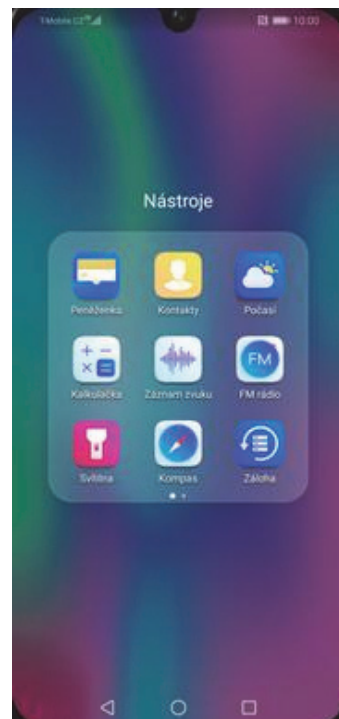 T-Mobile CZ
10:00
Nástroje
Peněženka Kontakty Počasí
Kalkulačka Záznam zvuku FM rádio
FM
Svítilna Kompas Záloha